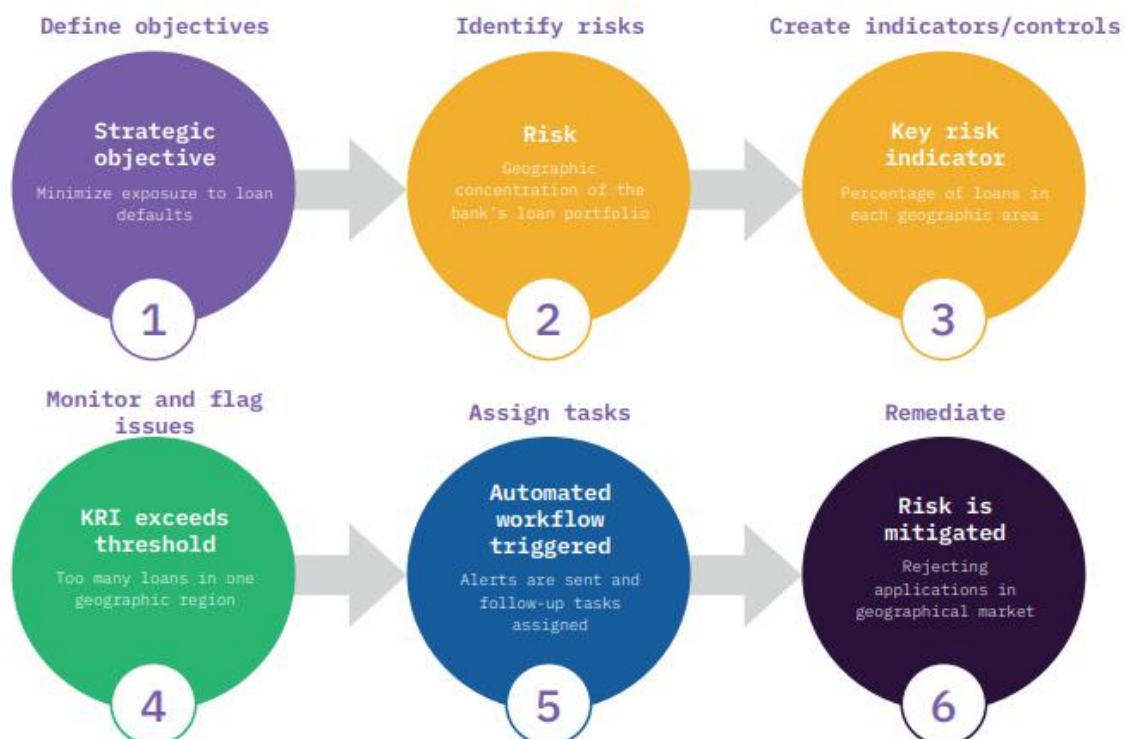 Define objectives
Strategic
objective
Minimize exposure to loan
defaults
1
Identify risks
Risk
Geographic
concentration of the
bank's loan portfolio
2
Create indicators/controls
Key risk
indicator
Percentage of loans in
each geographic area
3
Monitor and flag
issues
KRI exceeds
threshold
Too many loans in one
geographic region
4
Assign tasks
Automated
workflow
triggered
Alerts are sent and
follow-up tasks
assigned
5
Remediate
Risk is
mitigated
Rejecting
applications in
geographical market
6